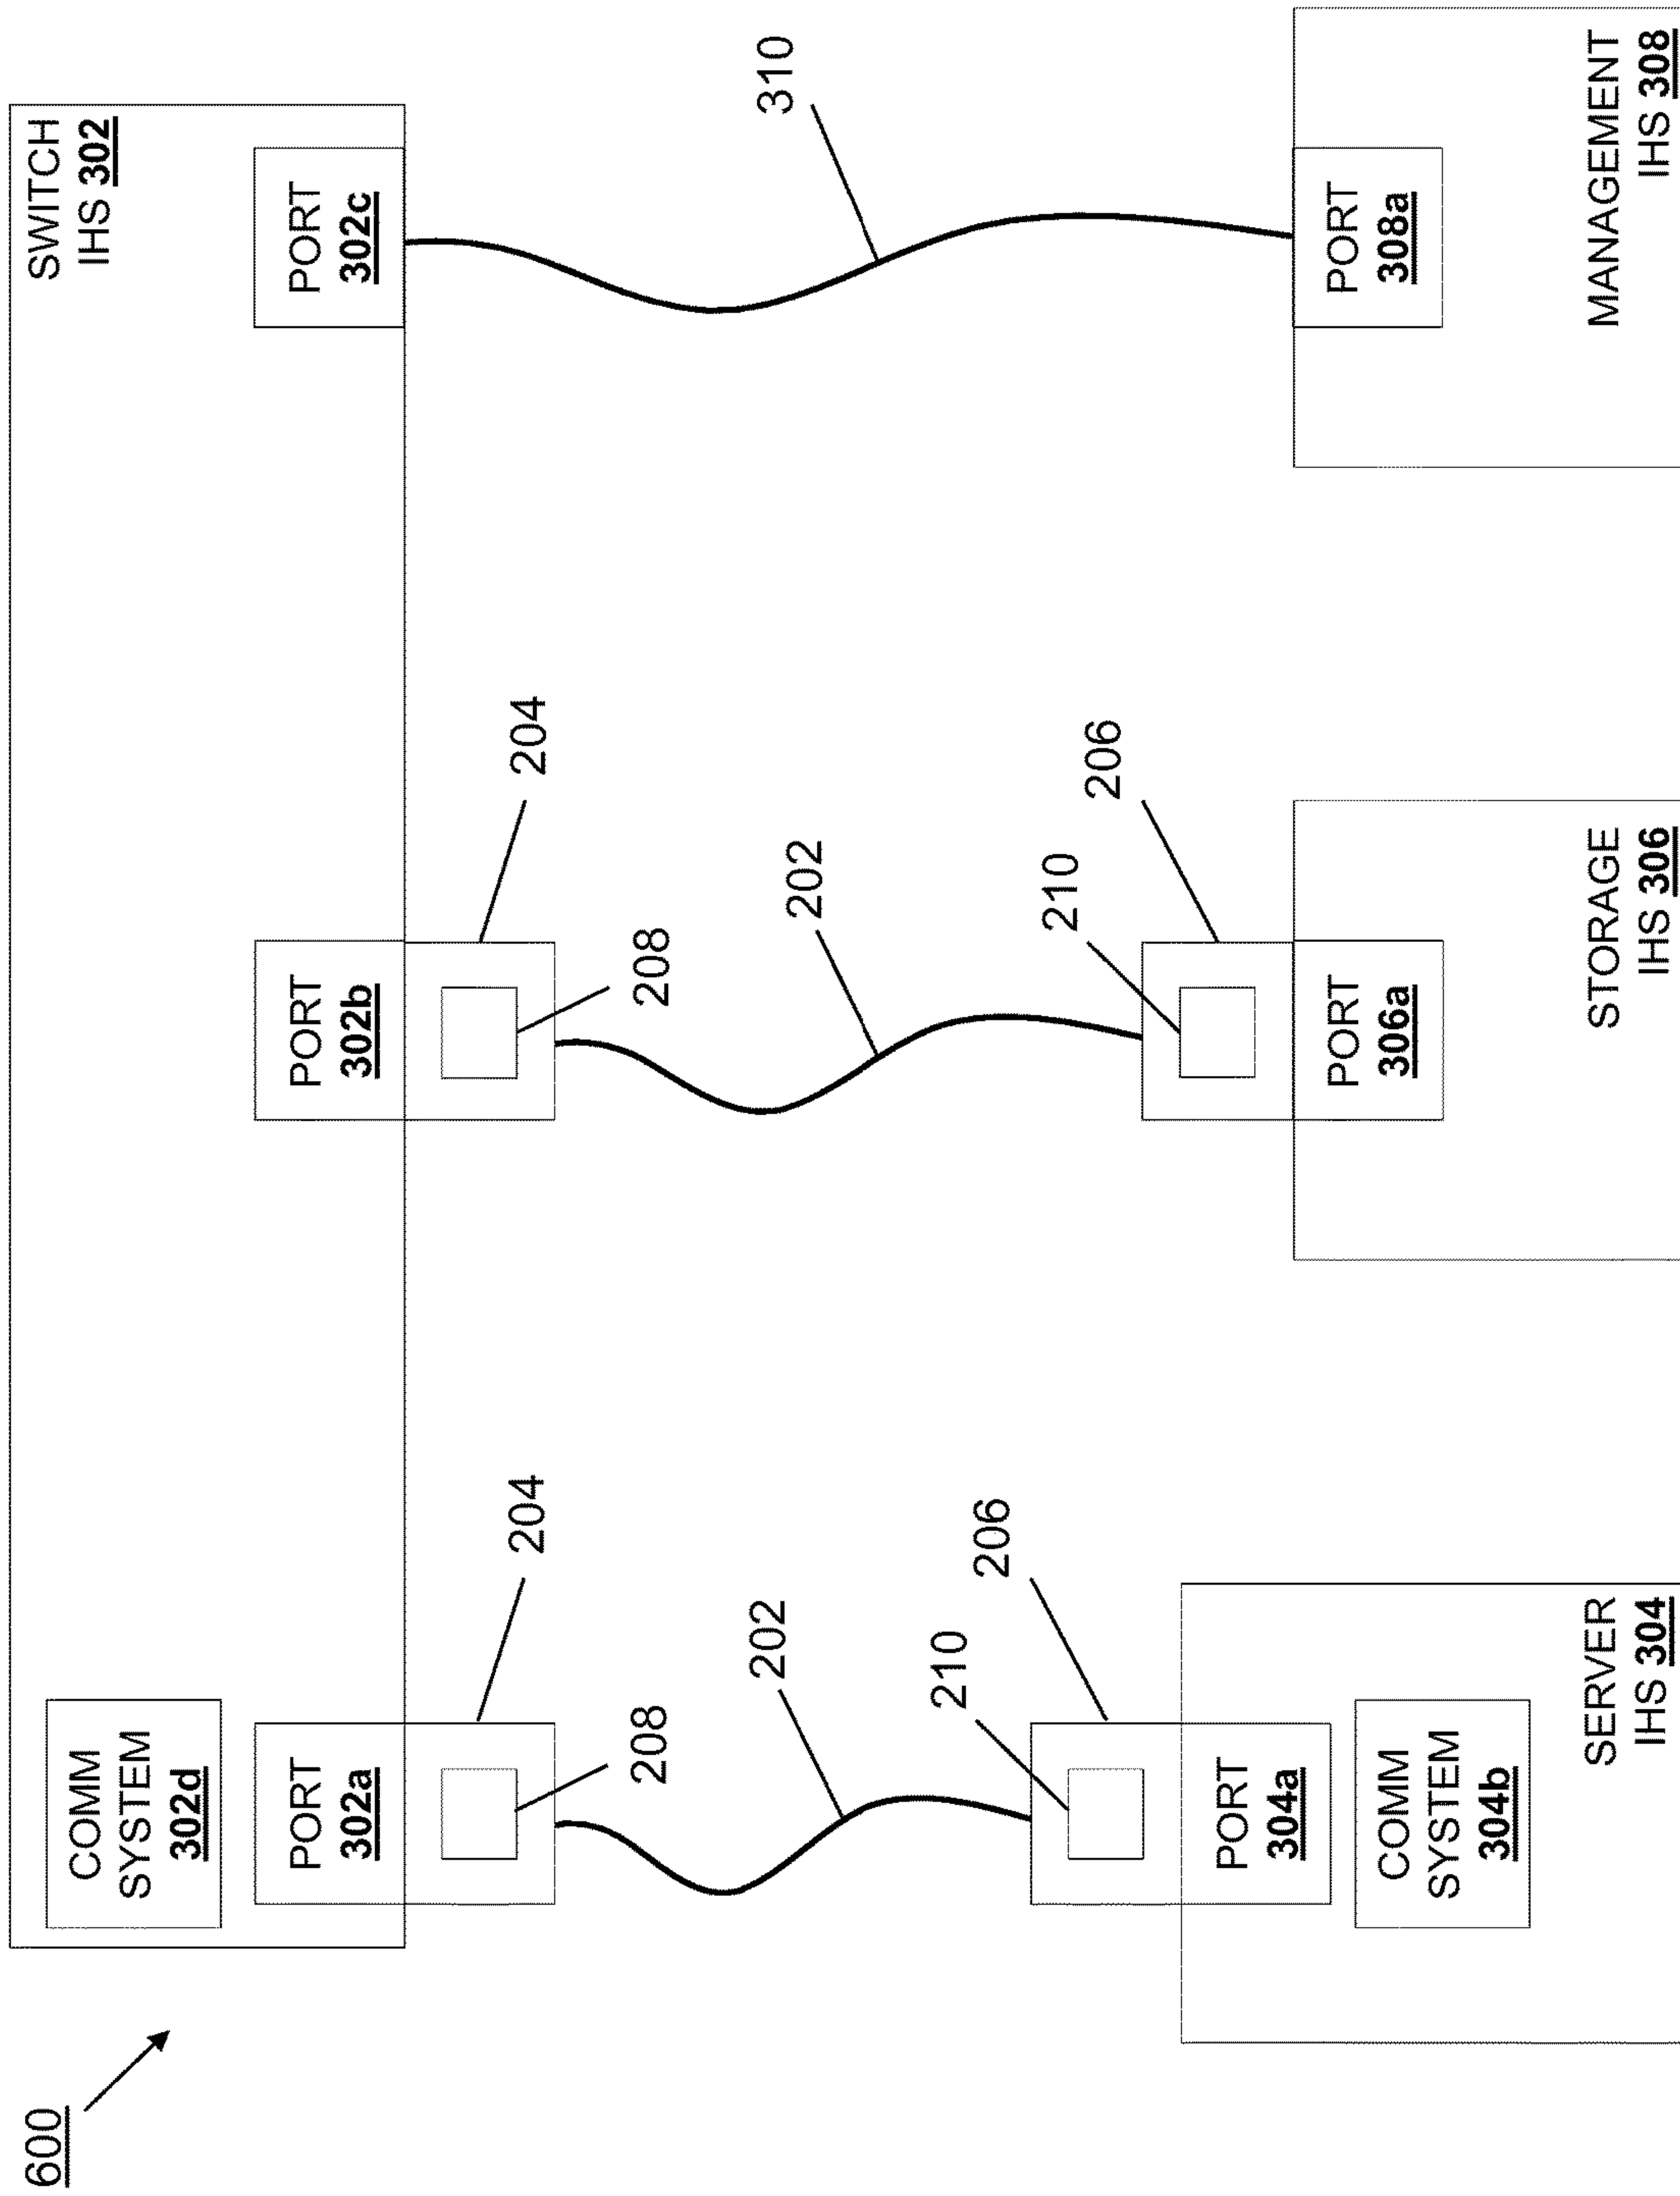 600
SWITCH
IHS 302
COMM
SYSTEM
302d
PORT
302a
PORT
302b
PORT
302c
204
204
208
208
310
202
202
206
206
210
210
PORT
304a
PORT
306a
PORT
308a
COMM
SYSTEM
304b
SERVER
IHS 304
STORAGE
IHS 306
MANAGEMENT
IHS 308